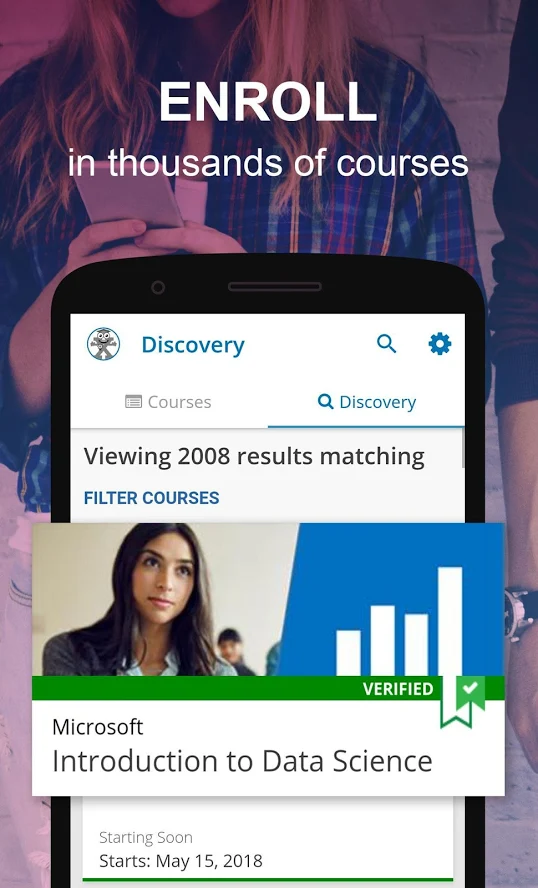 ENROLL
in thousands of courses
Discovery
Courses
Discovery
Viewing 2008 results matching
FILTER COURSES
VERIFIED
Microsoft
Introduction to Data Science
Starting Soon
Starts: May 15, 2018